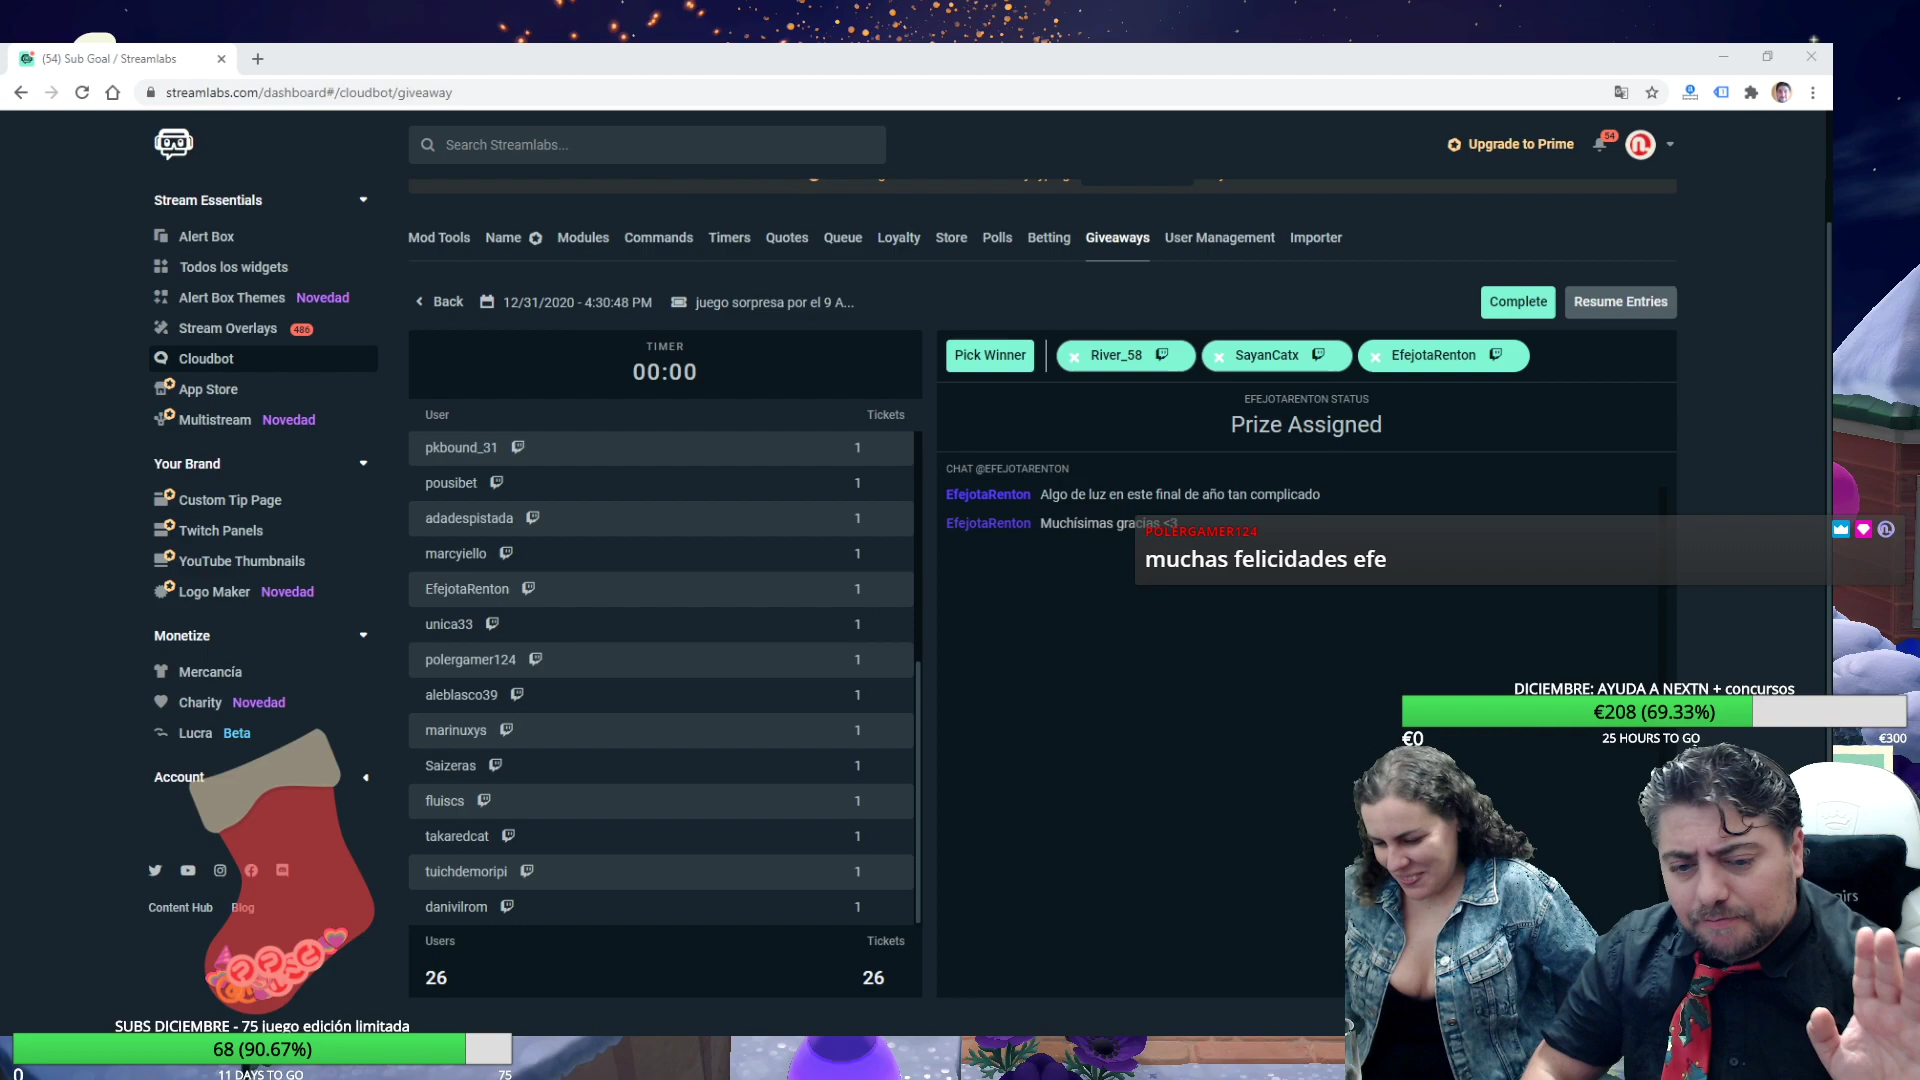 (54) Sub Goal / Streamlabs
streamlabs.com/dashboard#/cloudbot/giveaway
Search Streamlabs...
Upgrade to Prime
54
Stream Essentials
Alert Box
Todos los widgets
Alert Box Themes Novedad
Stream Overlays 486
Cloudbot
App Store
Multistream Novedad
Your Brand
Custom Tip Page
Twitch Panels
YouTube Thumbnails
Logo Maker Novedad
Monetize
Mercancía
Charity Novedad
Lucra Beta
Account
Content Hub Blog
Mod Tools Name Modules Commands Timers Quotes Queue Loyalty Store Polls Betting Giveaways User Management Importer
Back 12/31/2020 - 4:30:48 PM juego sorpresa por el 9 A...
Complete Resume Entries
TIMER
00:00
User Tickets
pkbound_31 1
pousibet 1
adadespistada 1
marcyiello 1
EfejotaRenton 1
unica33 1
polergamer124 1
aleblasco39 1
marinuxys 1
Saizeras 1
fluiscs 1
takaredcat 1
tuichdemoripi 1
danivilrom 1
Users Tickets
26 26
Pick Winner River_58 SayanCatx EfejotaRenton
EFEJOTARENTON STATUS
Prize Assigned
CHAT @EFEJOTARENTON
EfejotaRenton Algo de luz en este final de año tan complicado
EfejotaRenton Muchísimas gracias <3
POLERGAMER124
muchas felicidades efe
DICIEMBRE: AYUDA A NEXTN + concursos
€208 (69.33%)
€0 25 HOURS TO GO €300
SUBS DICIEMBRE - 75 juego edición limitada
68 (90.67%)
0 11 DAYS TO GO 75